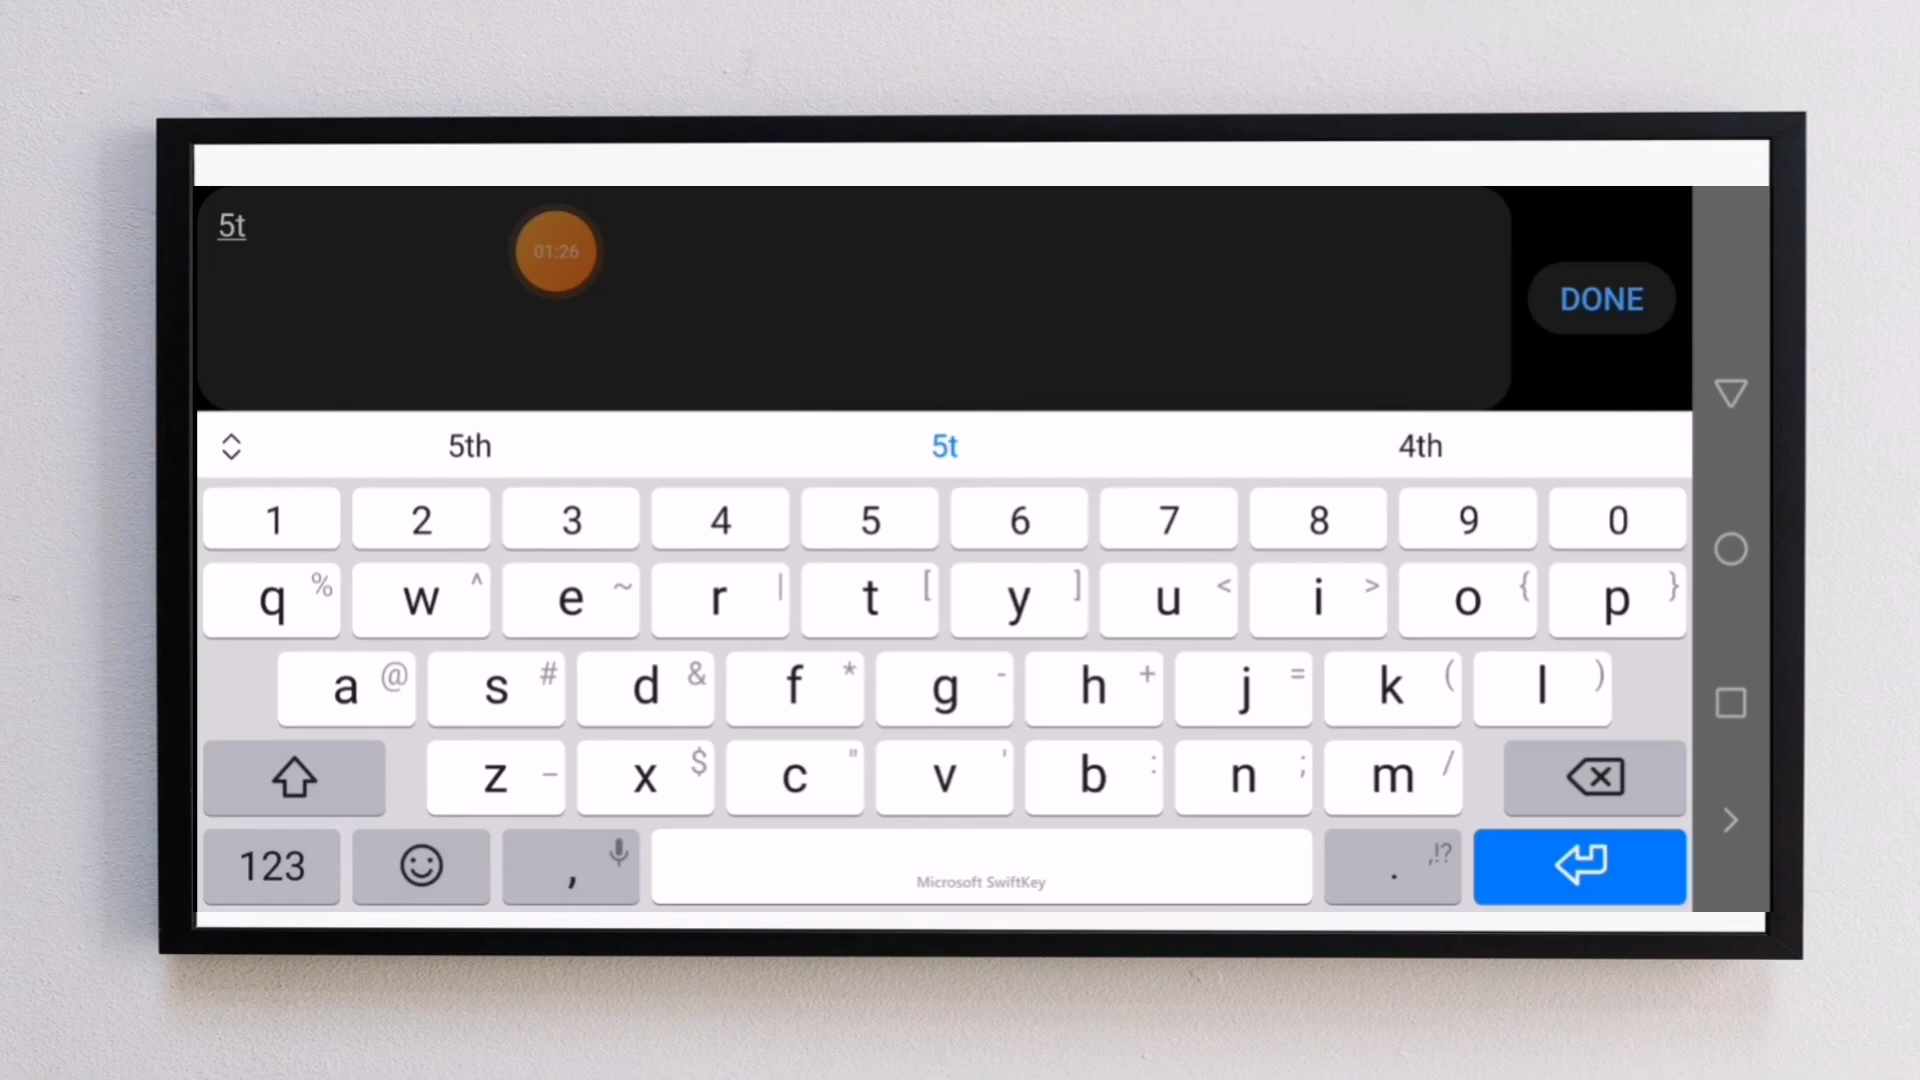 5t
01:26
DONE
5th 5t 4th
1 2 3 4 5 6 7 8 9 0
q % w ^ e ~ r | t [ y ] u < i > o { p }
a @ s # d & f * g - h + j = k ( l )
z _ x $ c " v ' b : n ; m /
123 , Microsoft SwiftKey . ,!?